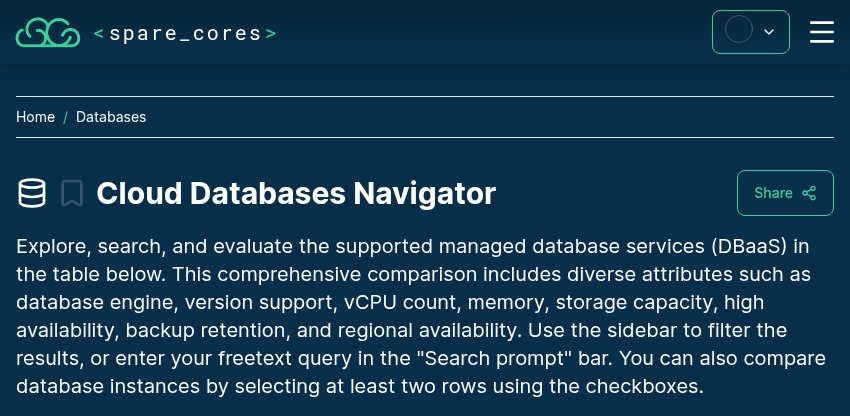 <spare_cores>
Home / Databases
Cloud Databases Navigator
Share
Explore, search, and evaluate the supported managed database services (DBaaS) in
the table below. This comprehensive comparison includes diverse attributes such as
database engine, version support, vCPU count, memory, storage capacity, high
availability, backup retention, and regional availability. Use the sidebar to filter the
results, or enter your freetext query in the "Search prompt" bar. You can also compare
database instances by selecting at least two rows using the checkboxes.